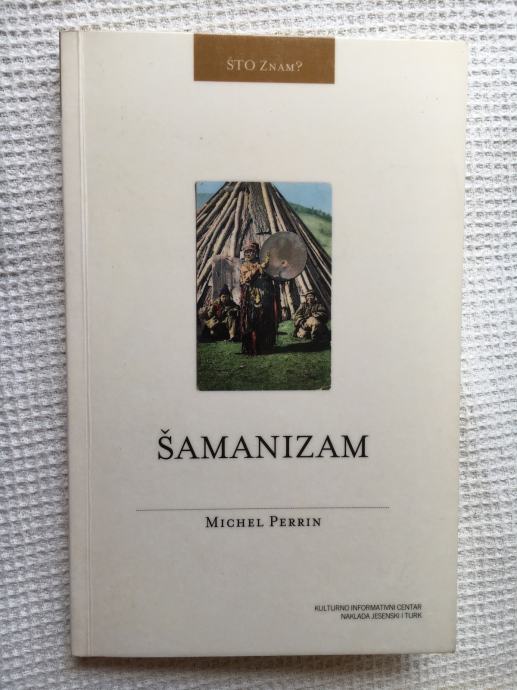 ŠTO ZNAM?
ŠAMANIZAM
MICHEL PERRIN
KULTURNO INFORMATIVNI CENTAR
NAKLADA JESENSKI I TURK